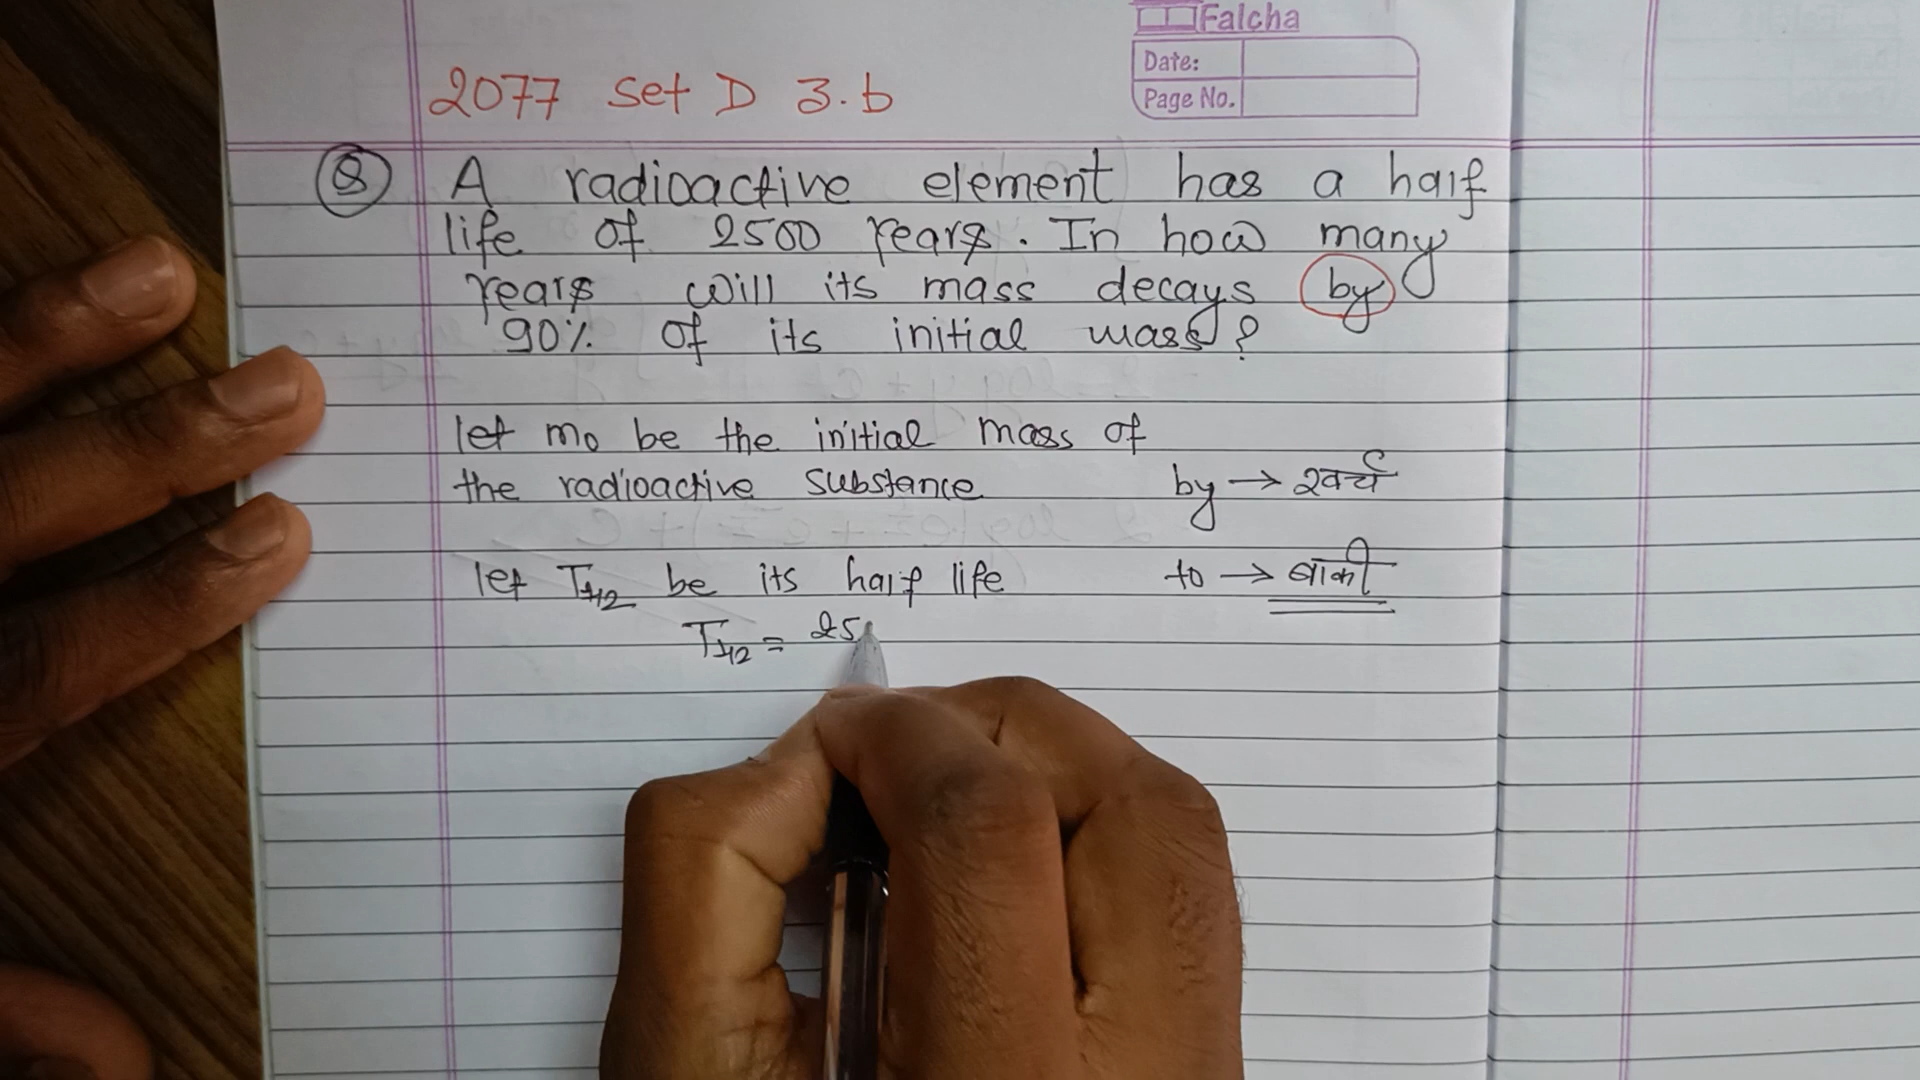 Falcha
Date:
Page No.
2077 set D 3.b
Q A radioactive element has a half
life of 2500 years. In how many
years will its mass decays by
90% of its initial mass?
let m₀ be the initial mass of
the radioactive substance
by → खर्च
let T1/2 be its half life
to → बाकी
T1/2 = 25